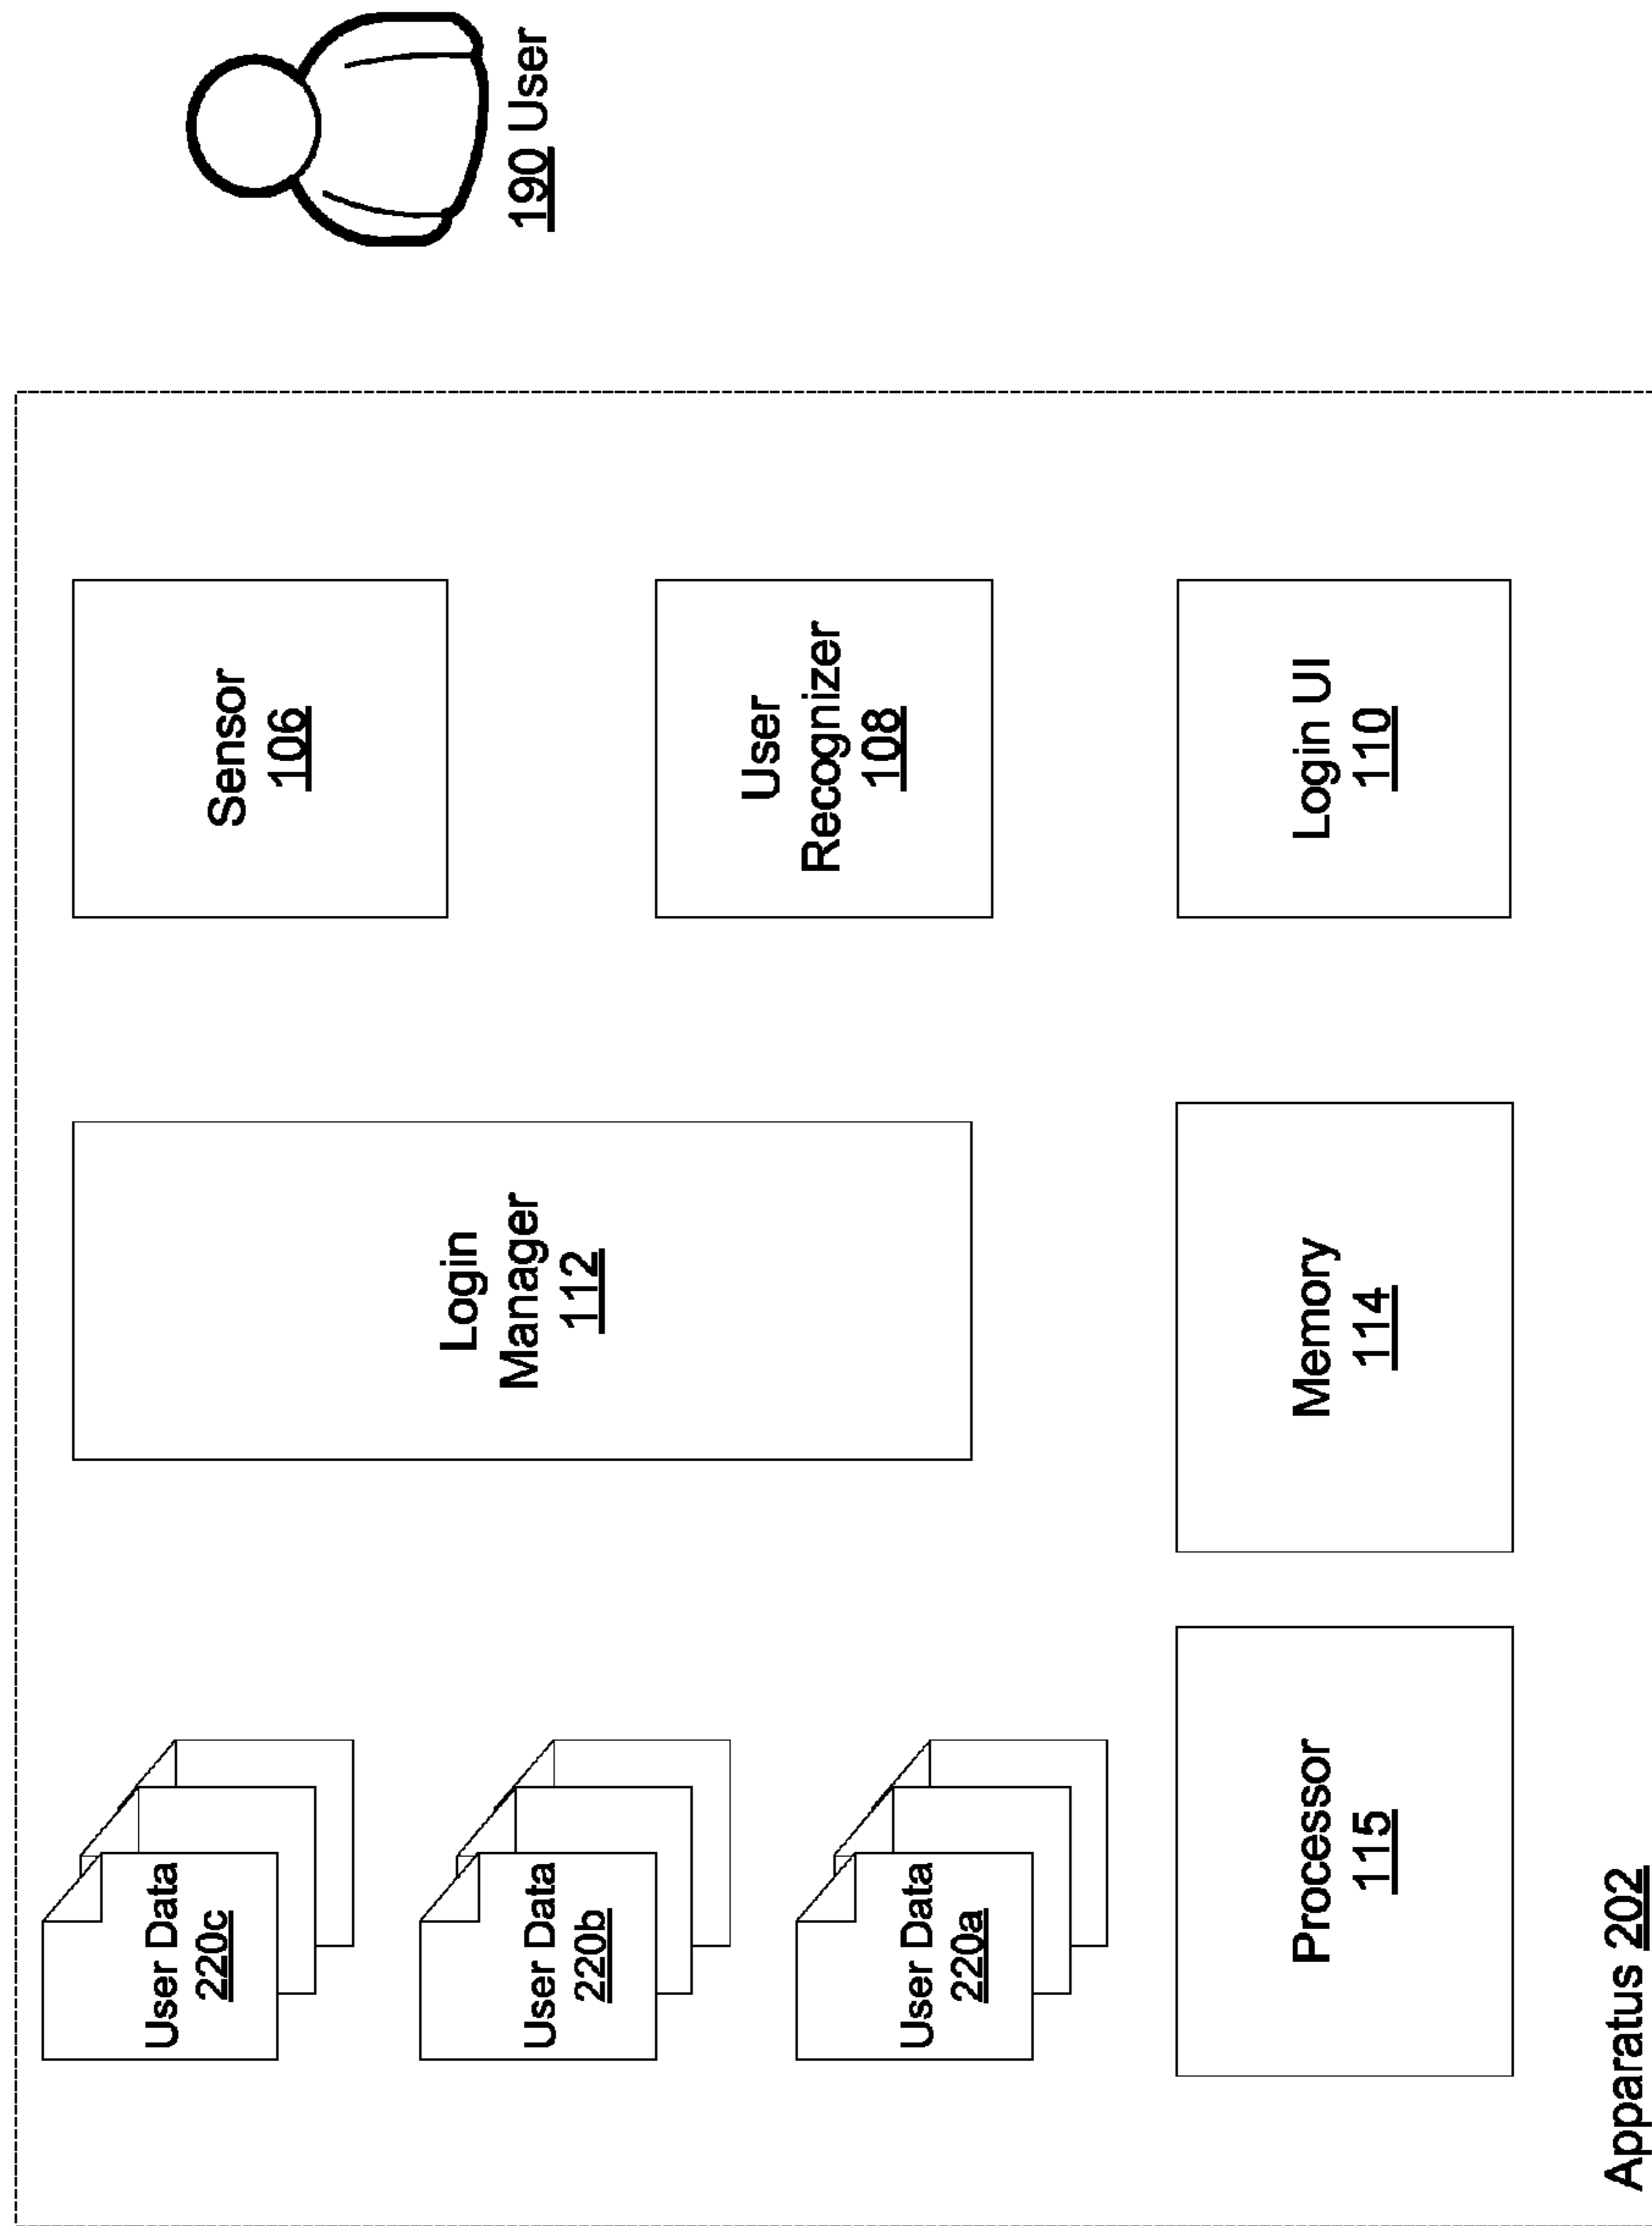 User Data
220c
User Data
220b
User Data
220a
Login
Manager
112
Sensor
106
User
Recognizer
108
190 User
Processor
115
Memory
114
Login UI
110
Apparatus 202